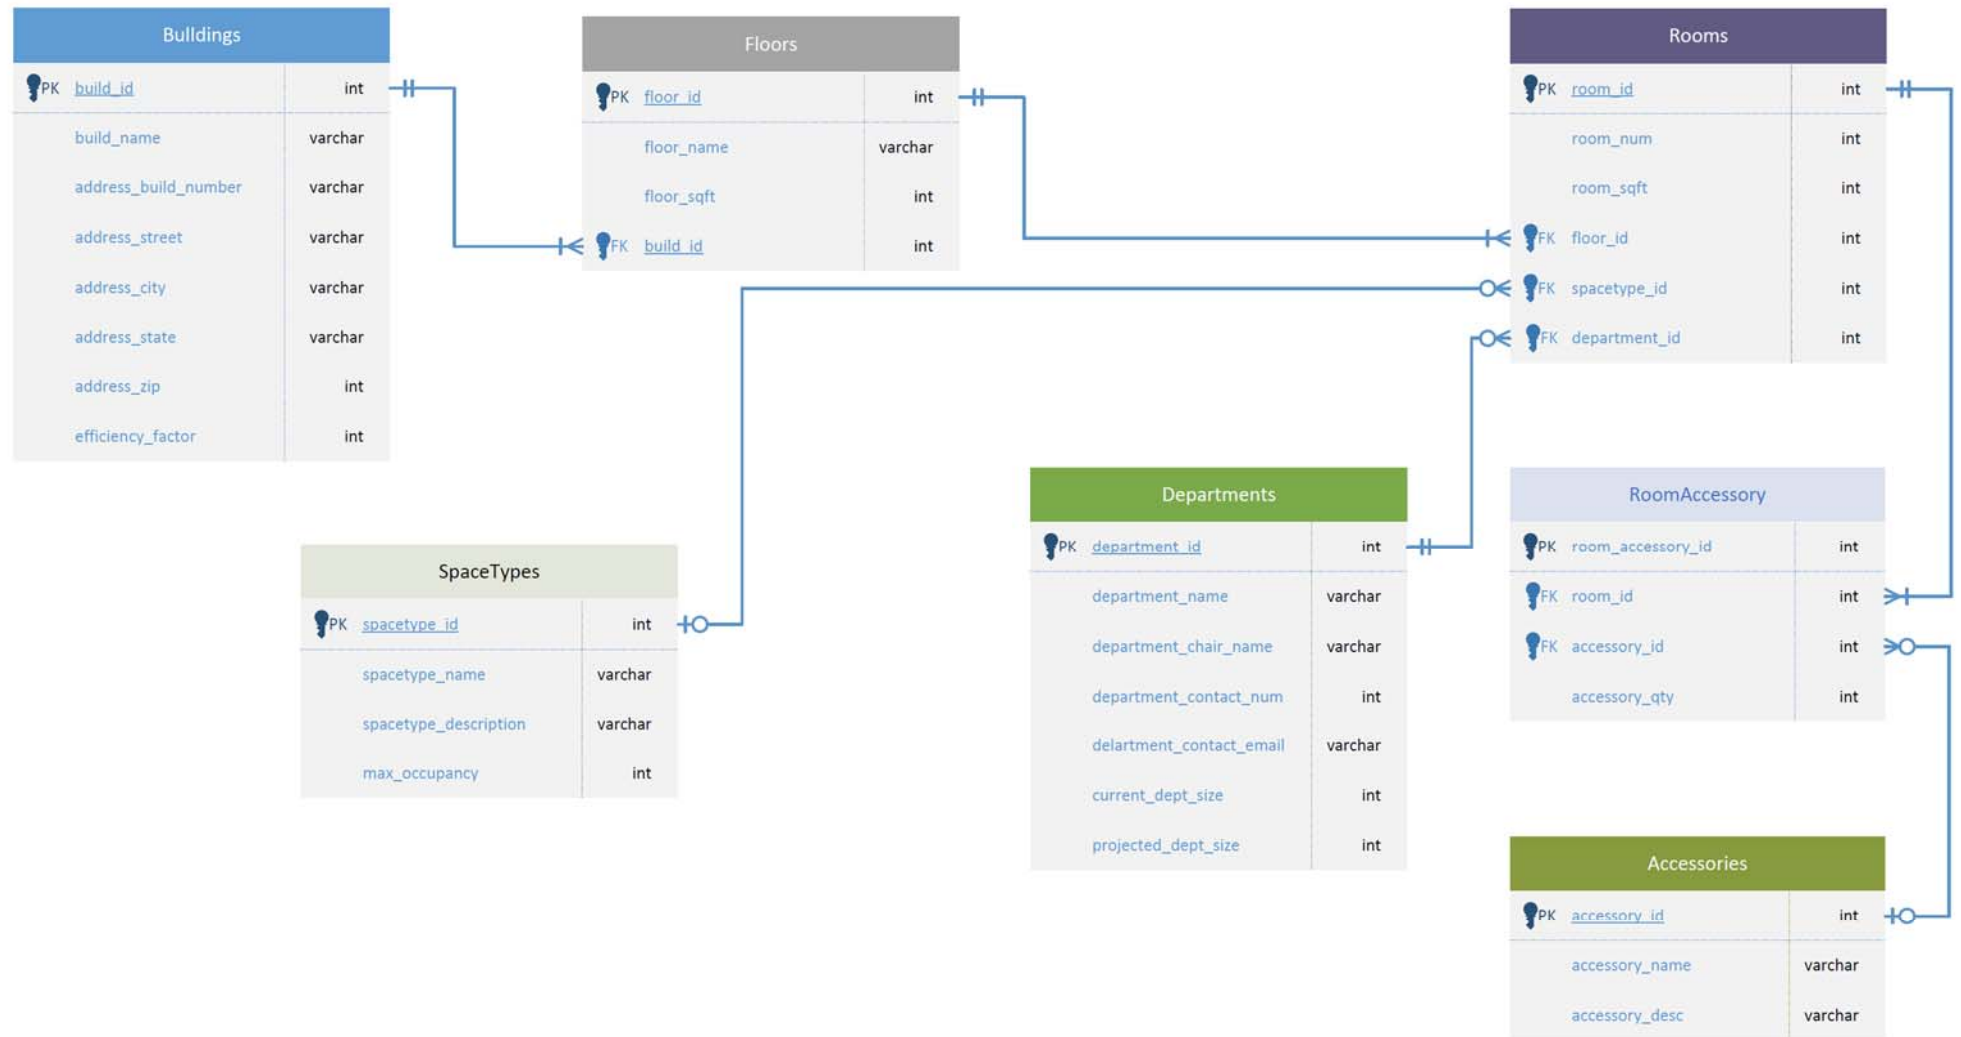 Buildings
PK build_id int
build_name varchar
address_build_number varchar
address_street varchar
address_city varchar
address_state varchar
address_zip int
efficiency_factor int
Floors
PK floor_id int
floor_name varchar
floor_sqft int
FK build_id int
Rooms
PK room_id int
room_num int
room_sqft int
FK floor_id int
FK spacetype_id int
FK department_id int
SpaceTypes
PK spacetype_id int
spacetype_name varchar
spacetype_description varchar
max_occupancy int
Departments
PK department_id int
department_name varchar
department_chair_name varchar
department_contact_num int
delartment_contact_email varchar
current_dept_size int
projected_dept_size int
RoomAccessory
PK room_accessory_id int
FK room_id int
FK accessory_id int
accessory_qty int
Accessories
PK accessory_id int
accessory_name varchar
accessory_desc varchar